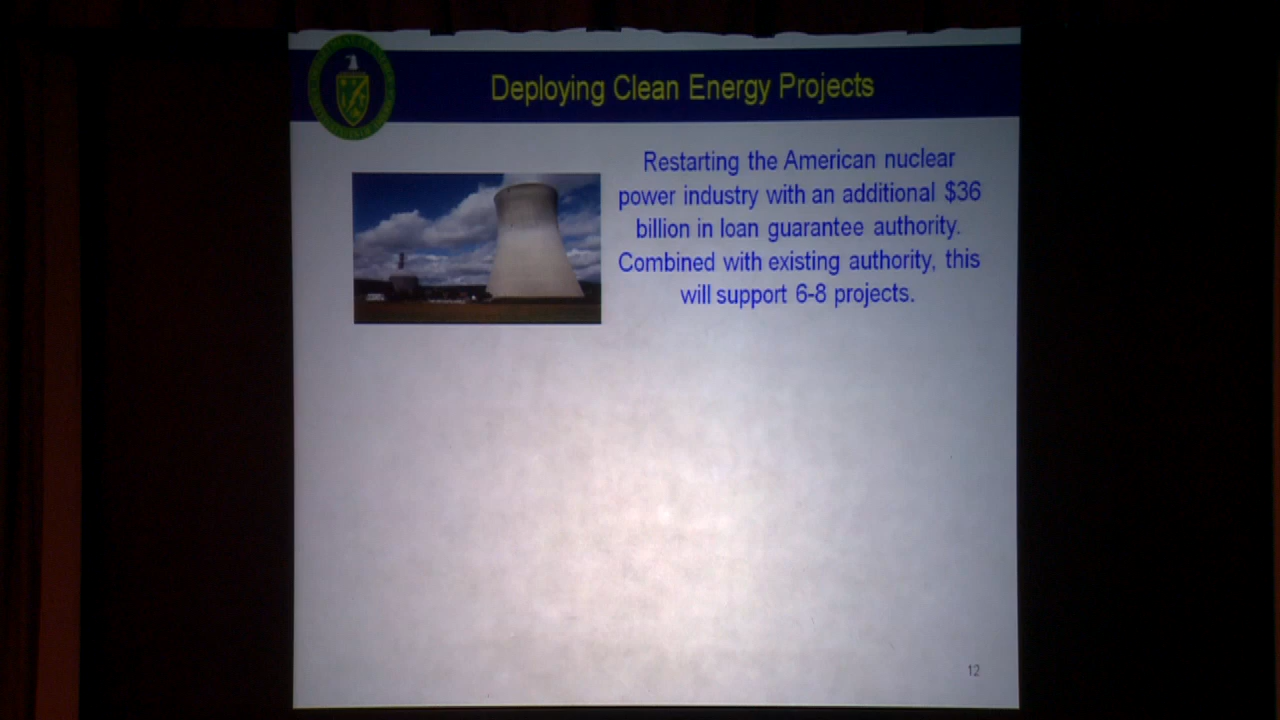 Deploying Clean Energy Projects
Restarting the American nuclear
power industry with an additional $36
billion in loan guarantee authority.
Combined with existing authority, this
will support 6-8 projects.
12